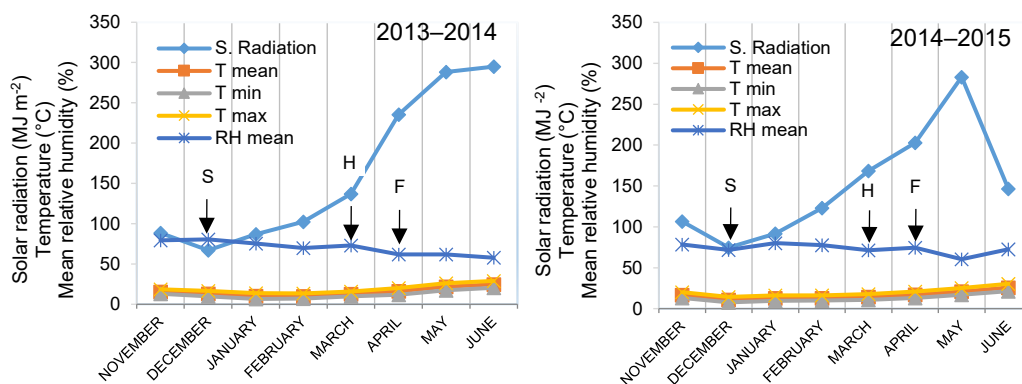 2013–2014
S. Radiation
T mean
T min
T max
RH mean
Solar radiation (MJ m-2)
Temperature (°C)
Mean relative humidity (%)
350
300
250
200
150
100
50
0
S
H
F
NOVEMBER
DECEMBER
JANUARY
FEBRUARY
MARCH
APRIL
MAY
JUNE
2014–2015
S. Radiation
T mean
T min
T max
RH mean
Solar radiation (MJ -2)
Temperature (°C)
Mean relative humidity (%)
350
300
250
200
150
100
50
0
S
H
F
NOVEMBER
DECEMBER
JANUARY
FEBRUARY
MARCH
APRIL
MAY
JUNE